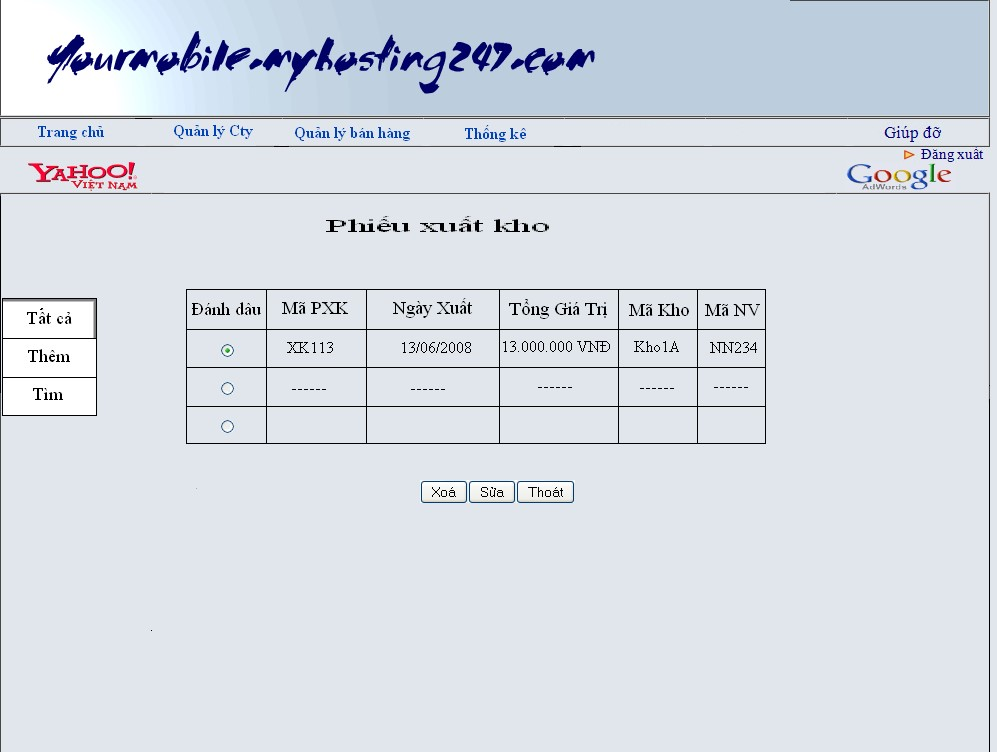 Yourmobile.myhosting247.com
Trang chủ Quản lý Cty Quản lý bán hàng Thống kê Giúp đỡ
Đăng xuất
YAHOO! VIỆT NAM
Google AdWords
Phiếu xuất kho
Tất cả
Thêm
Tìm
Đánh dấu Mã PXK Ngày Xuất Tổng Giá Trị Mã Kho Mã NV
XK113 13/06/2008 13.000.000 VNĐ Kho1A NN234
------ ------ ------ ------ ------
Xoá Sửa Thoát